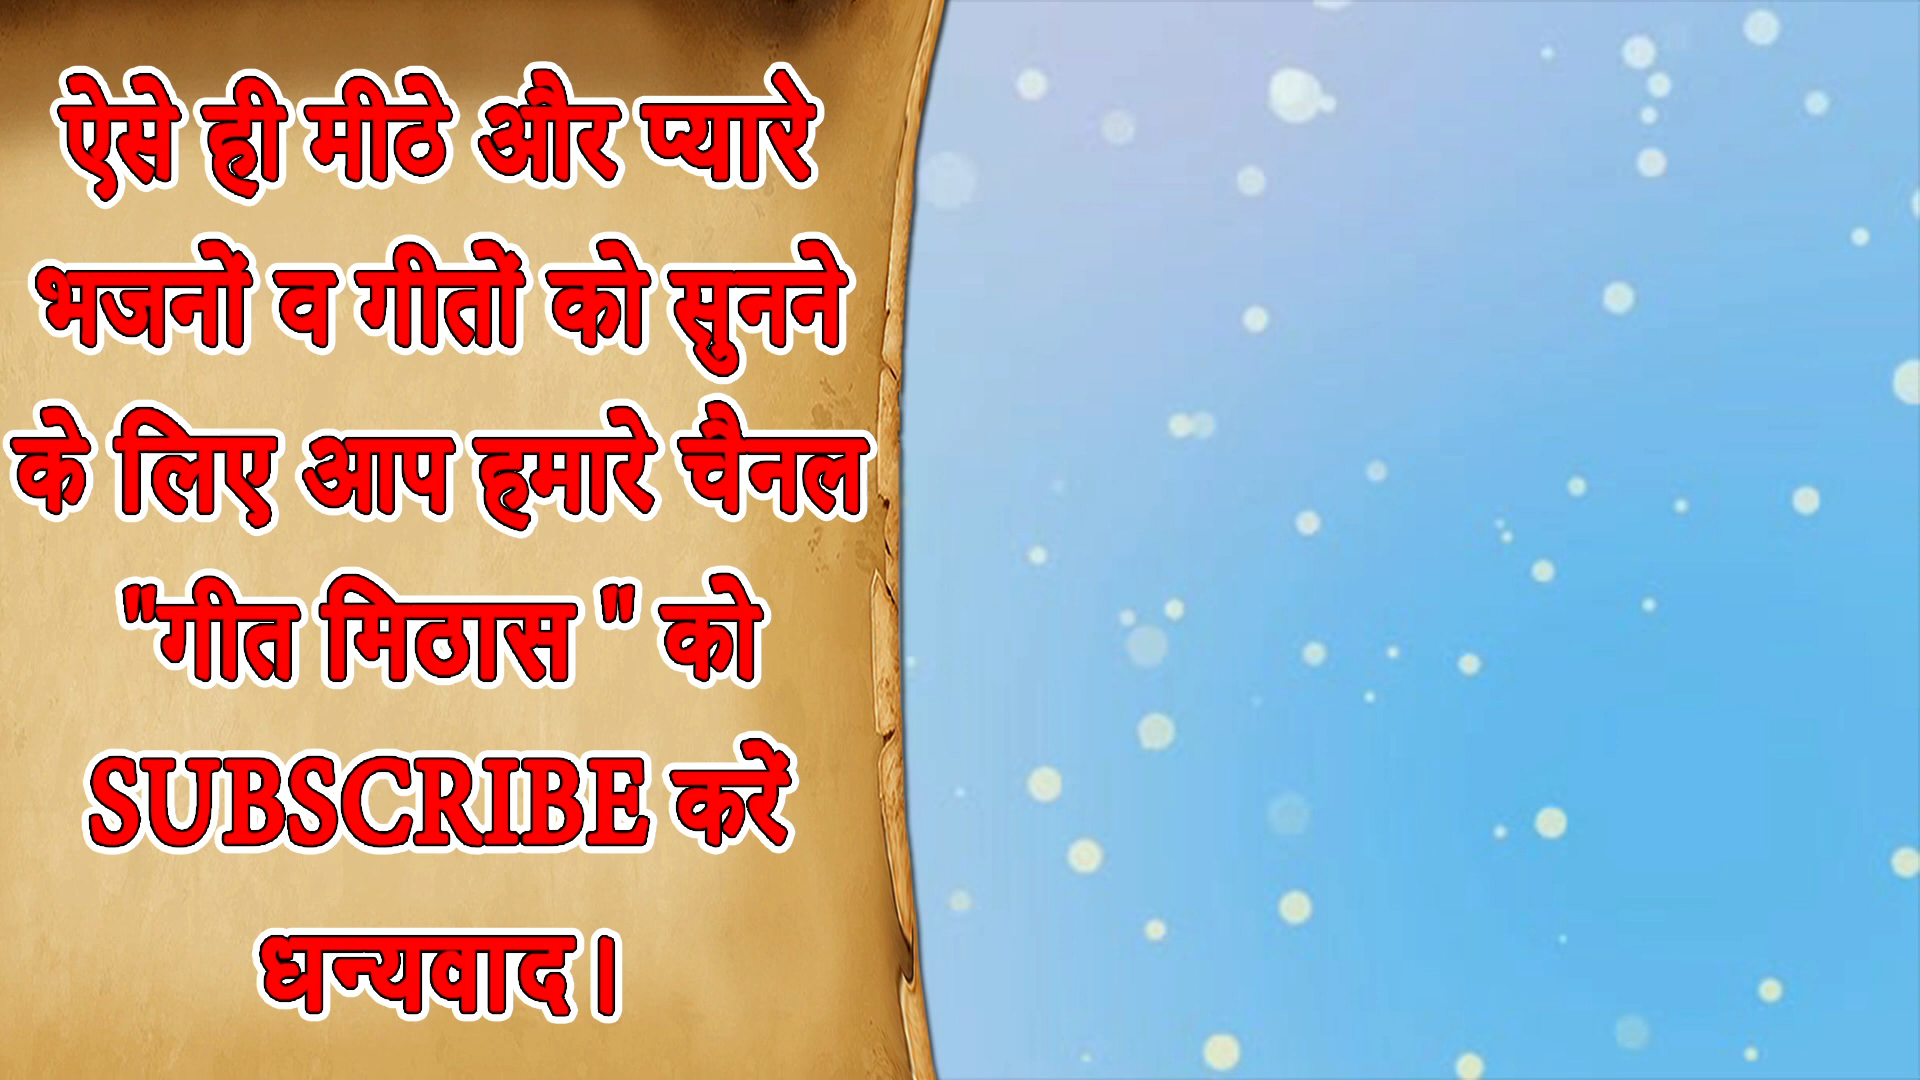 ऐसे ही मीठे और प्यारे
भजनों व गीतों को सुनने
के लिए आप हमारे चैनल
"गीत मिठास " को
SUBSCRIBE करें
धन्यवाद।